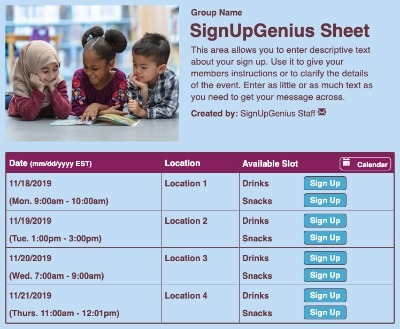 Group Name
SignUpGenius Sheet
This area allows you to enter descriptive text
about your sign up. Use it to give your
members instructions or to clarify the details
of the event. Enter as little or as much text as
you need to get your message across.
Created by: SignUpGenius Staff
Date (mm/dd/yyyy EST) Location Available Slot Calendar
11/18/2019 Location 1 Drinks Sign Up
(Mon. 9:00am - 10:00am) Snacks Sign Up
11/19/2019 Location 2 Drinks Sign Up
(Tue. 1:00pm - 3:00pm) Snacks Sign Up
11/20/2019 Location 3 Drinks Sign Up
(Wed. 7:00am - 9:00am) Snacks Sign Up
11/21/2019 Location 4 Drinks Sign Up
(Thurs. 11:00am - 12:01pm) Snacks Sign Up